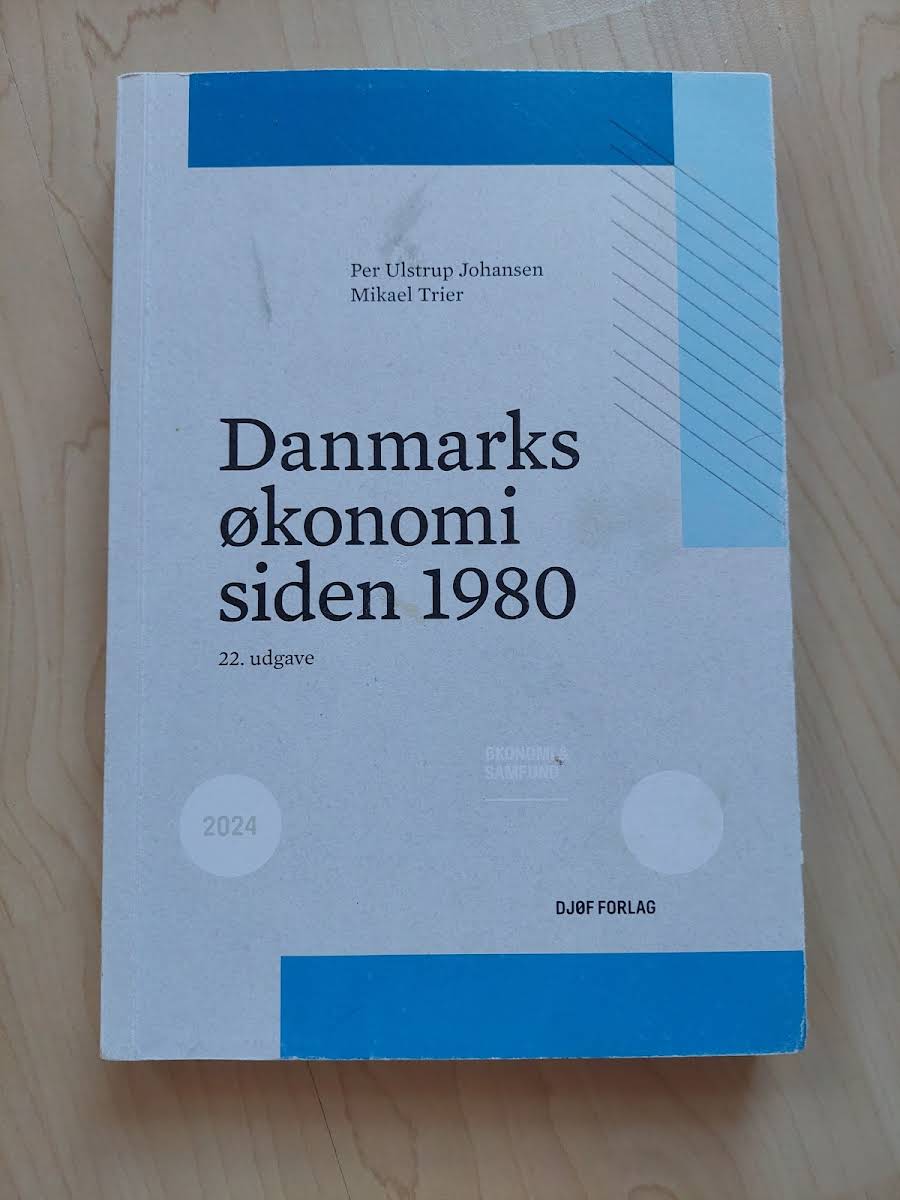 Per Ulstrup Johansen
Mikael Trier
Danmarks
økonomi
siden 1980
22. udgave
ØKONOMI &
SAMFUND
2024
DJØF FORLAG